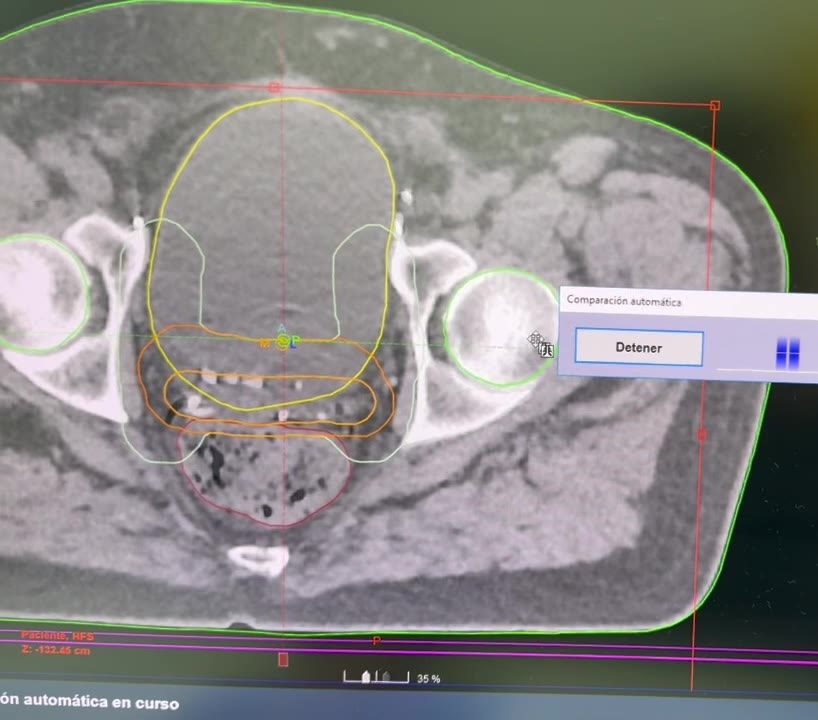 Comparación automática
Detener
A
M P
Paciente, HFS
Z: -132.45 cm
P
35 %
ón automática en curso